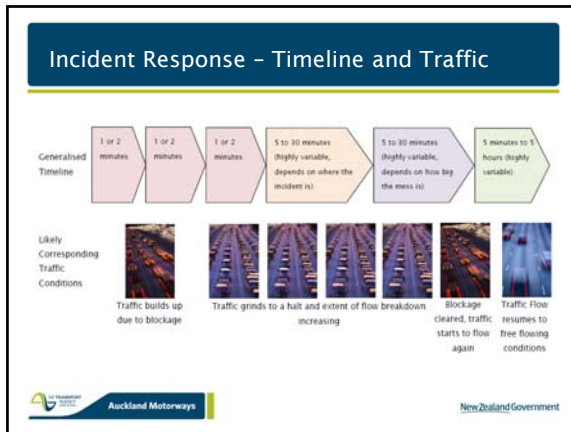 Incident Response – Timeline and Traffic
Generalised
Timeline
1 or 2
minutes
1 or 2
minutes
1 or 2
minutes
5 to 30 minutes
(highly variable,
depends on where the
incident is)
5 to 30 minutes
(highly variable,
depends on how big
the mess is)
5 minutes to 5
hours (highly
variable)
Likely
Corresponding
Traffic
Conditions
Traffic builds up
due to blockage
Traffic grinds to a halt and extent of flow breakdown
increasing
Blockage
cleared, traffic
starts to flow
again
Traffic Flow
resumes to
free flowing
conditions
NZ TRANSPORT
AGENCY
Auckland Motorways
New Zealand Government